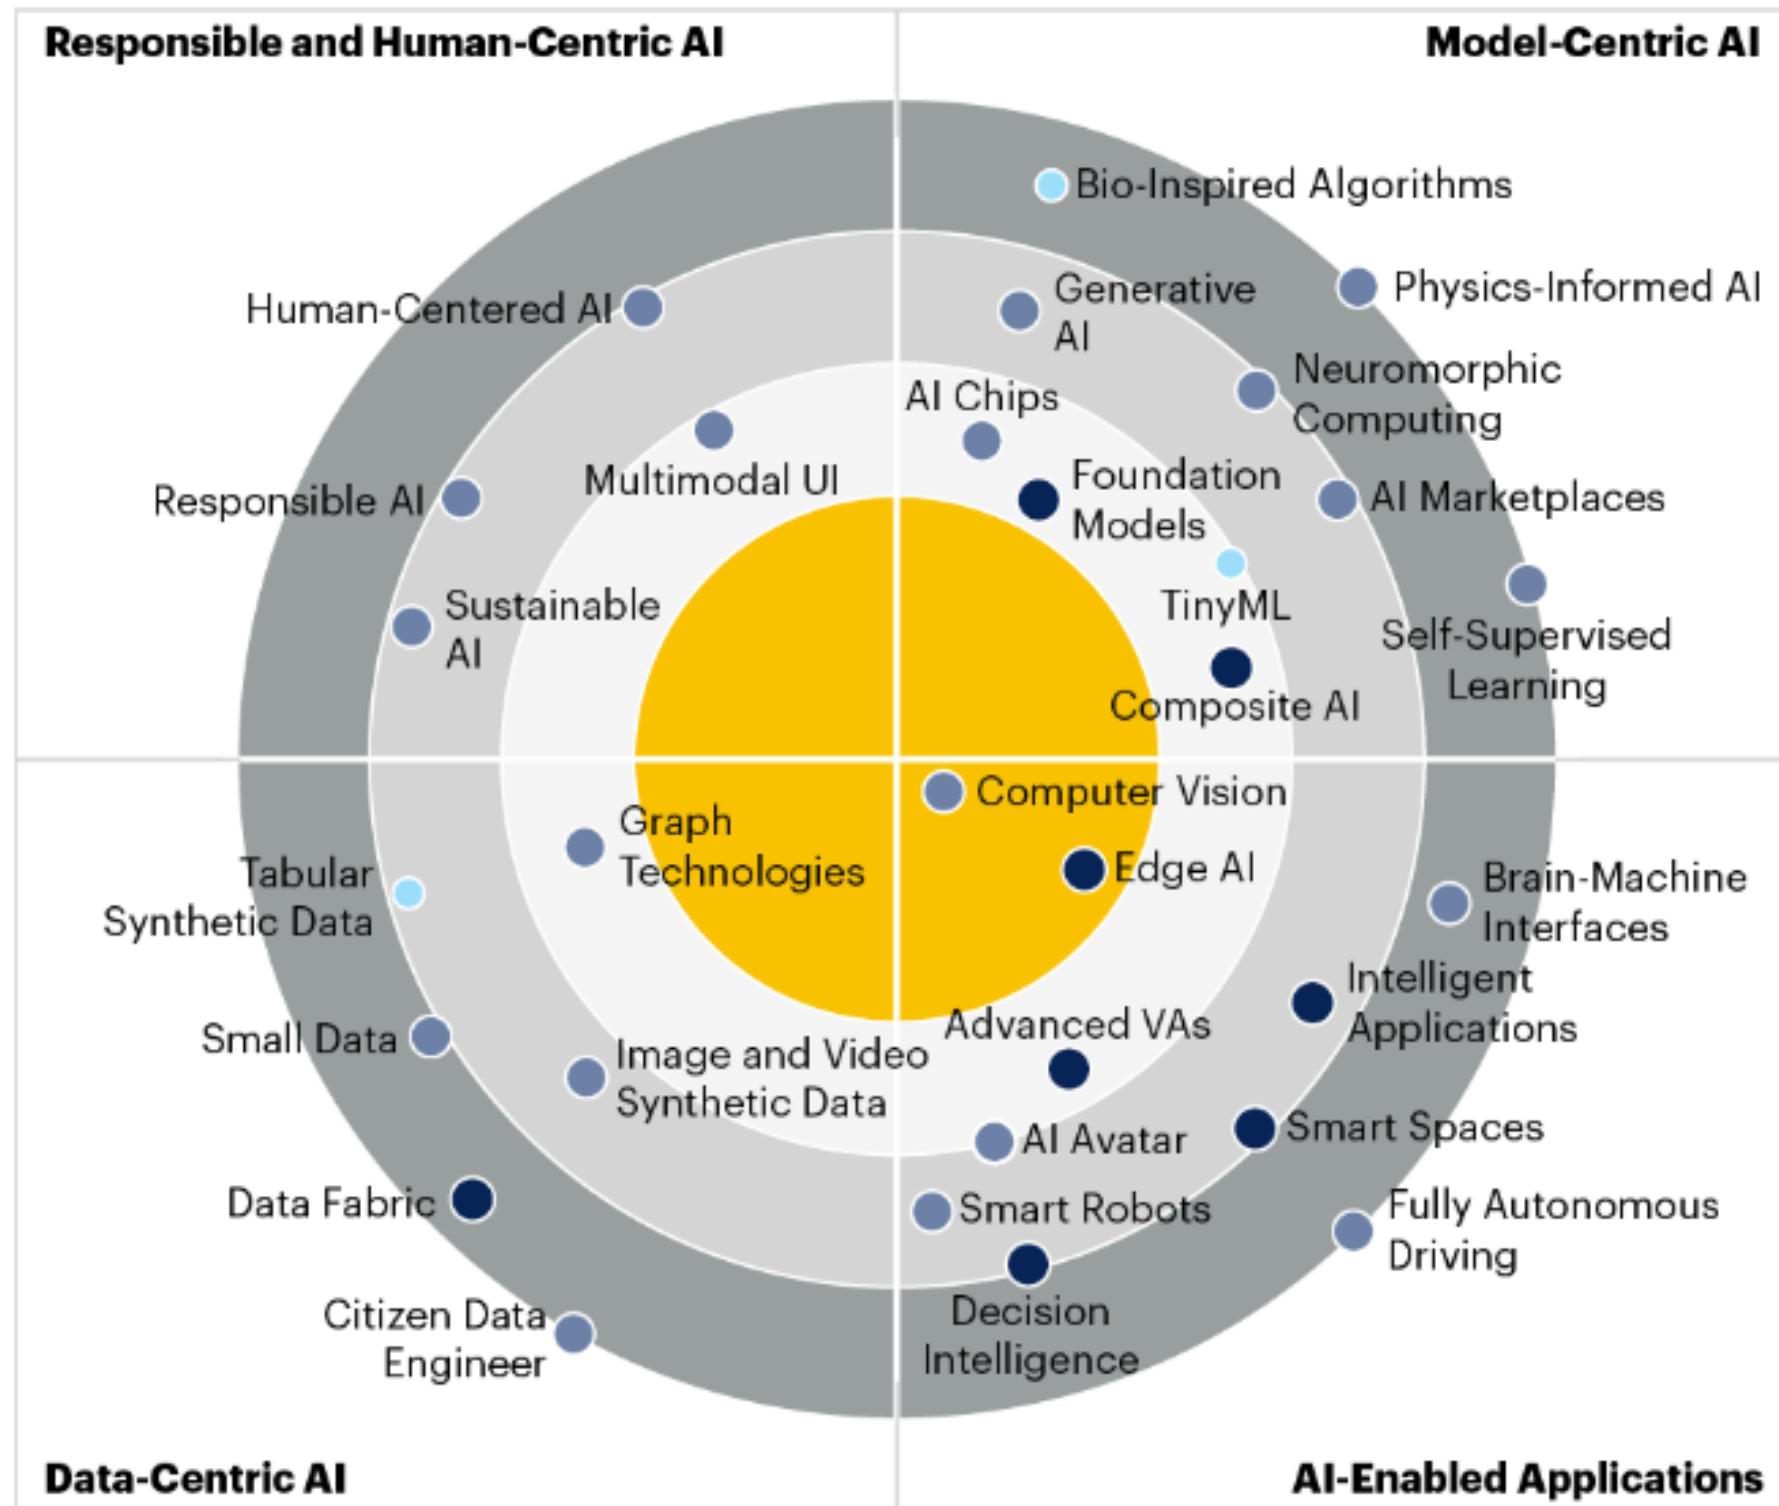 Responsible and Human-Centric AI
Model-Centric AI
Bio-Inspired Algorithms
Human-Centered AI
Generative
AI
Physics-Informed AI
Neuromorphic
Computing
AI Chips
Multimodal UI
Foundation
Models
Responsible AI
AI Marketplaces
TinyML
Sustainable
AI
Self-Supervised
Learning
Composite AI
Computer Vision
Graph
Technologies
Edge AI
Tabular
Synthetic Data
Brain-Machine
Interfaces
Intelligent
Applications
Advanced VAs
Small Data
Image and Video
Synthetic Data
AI Avatar
Smart Spaces
Data Fabric
Smart Robots
Fully Autonomous
Driving
Citizen Data
Engineer
Decision
Intelligence
Data-Centric AI
AI-Enabled Applications